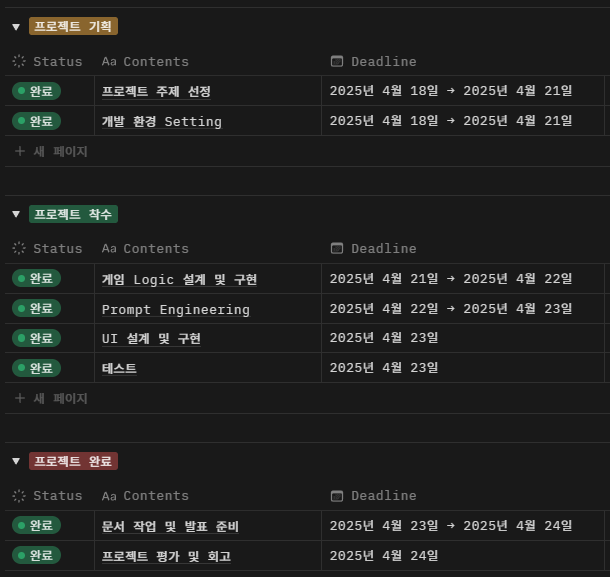 프로젝트 기획
Status Aa Contents Deadline
완료 프로젝트 주제 선정 2025년 4월 18일 → 2025년 4월 21일
완료 개발 환경 Setting 2025년 4월 18일 → 2025년 4월 21일
+ 새 페이지
프로젝트 착수
Status Aa Contents Deadline
완료 게임 Logic 설계 및 구현 2025년 4월 21일 → 2025년 4월 22일
완료 Prompt Engineering 2025년 4월 22일 → 2025년 4월 23일
완료 UI 설계 및 구현 2025년 4월 23일
완료 테스트 2025년 4월 23일
+ 새 페이지
프로젝트 완료
Status Aa Contents Deadline
완료 문서 작업 및 발표 준비 2025년 4월 23일 → 2025년 4월 24일
완료 프로젝트 평가 및 회고 2025년 4월 24일